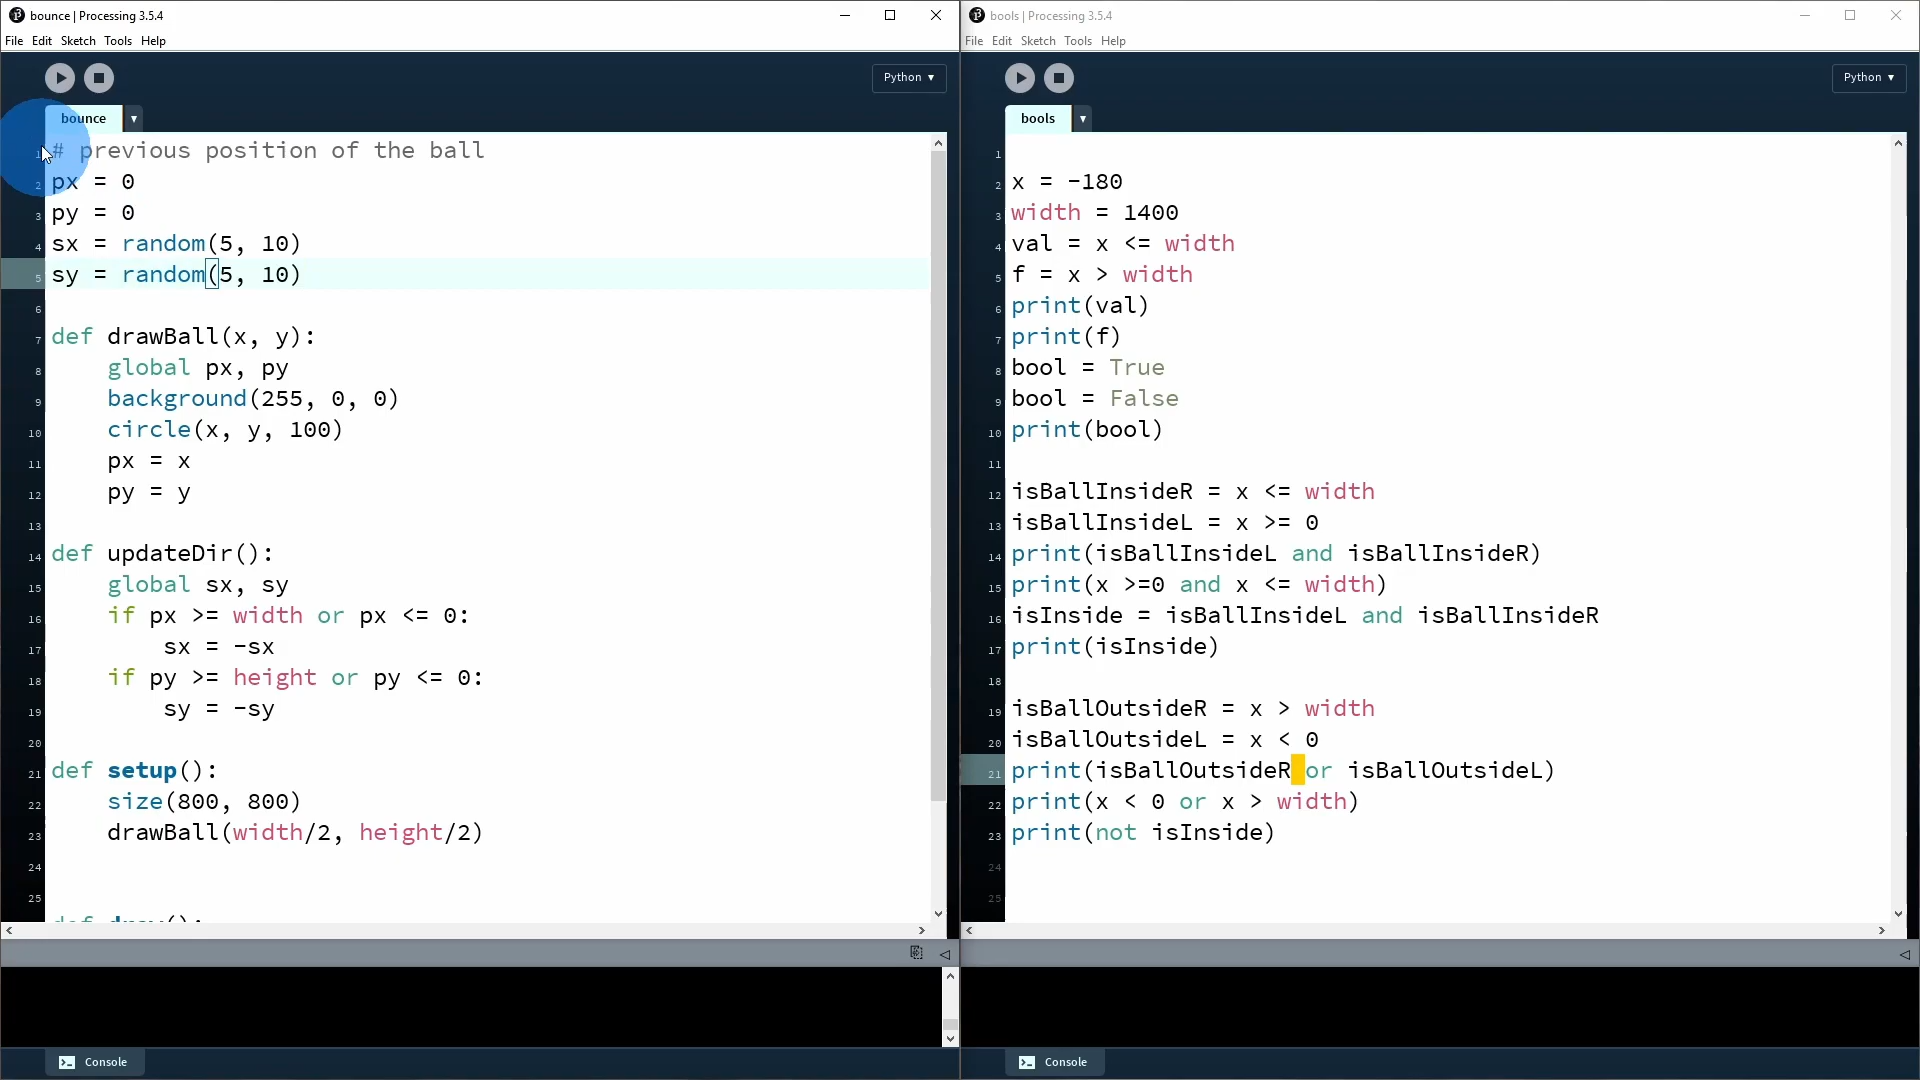 bounce | Processing 3.5.4
File Edit Sketch Tools Help
Python ▾
bounce ▾
1 # previous position of the ball
2 px = 0
3 py = 0
4 sx = random(5, 10)
5 sy = random(5, 10)
6
7 def drawBall(x, y):
8     global px, py
9     background(255, 0, 0)
10     circle(x, y, 100)
11     px = x
12     py = y
13
14 def updateDir():
15     global sx, sy
16     if px >= width or px <= 0:
17         sx = -sx
18     if py >= height or py <= 0:
19         sy = -sy
20
21 def setup():
22     size(800, 800)
23     drawBall(width/2, height/2)
24
25
def draw():
Console
bools | Processing 3.5.4
File Edit Sketch Tools Help
Python ▾
bools ▾
1
2 x = -180
3 width = 1400
4 val = x <= width
5 f = x > width
6 print(val)
7 print(f)
8 bool = True
9 bool = False
10 print(bool)
11
12 isBallInsideR = x <= width
13 isBallInsideL = x >= 0
14 print(isBallInsideL and isBallInsideR)
15 print(x >=0 and x <= width)
16 isInside = isBallInsideL and isBallInsideR
17 print(isInside)
18
19 isBallOutsideR = x > width
20 isBallOutsideL = x < 0
21 print(isBallOutsideR or isBallOutsideL)
22 print(x < 0 or x > width)
23 print(not isInside)
24
25
Console